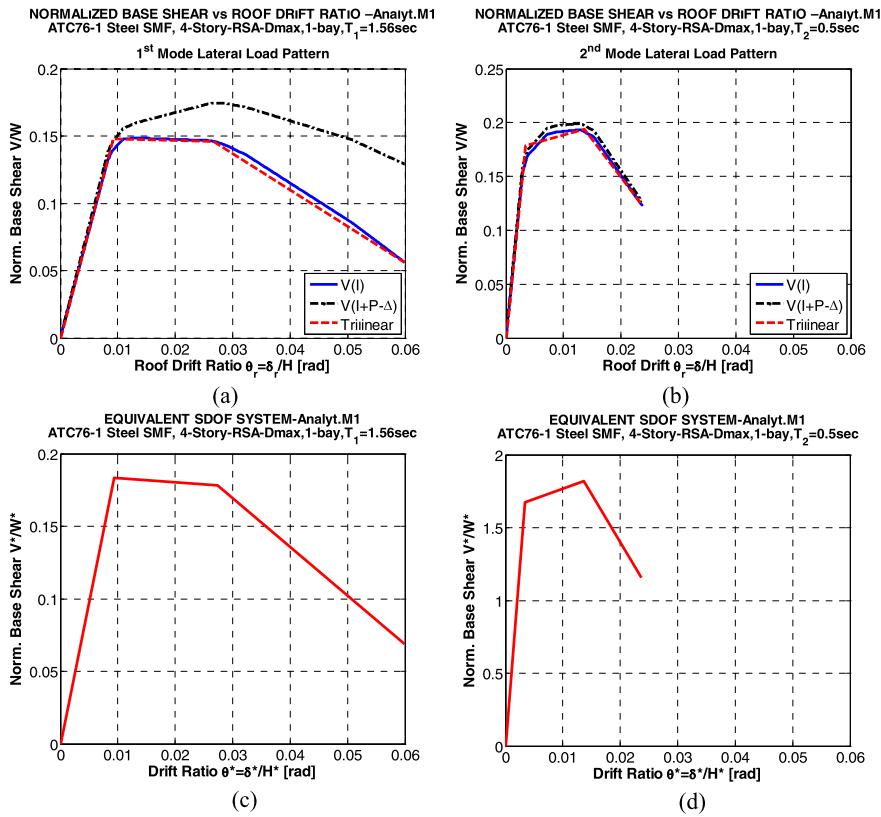 NORMALIZED BASE SHEAR vs ROOF DRIFT RATIO –Analyt.M1
ATC76-1 Steel SMF, 4-Story-RSA-Dmax,1-bay,T1=1.56sec
1st Mode Lateral Load Pattern
0.2
0.15
0.1
0.05
0
Norm. Base Shear V/W
V(I)
V(I+P-Δ)
Trilinear
0
0.01
0.02
0.03
0.04
0.05
0.06
Roof Drift Ratio θr=δr/H [rad]
(a)
NORMALIZED BASE SHEAR vs ROOF DRIFT RATIO –Analyt.M1
ATC76-1 Steel SMF, 4-Story-RSA-Dmax,1-bay,T2=0.5sec
2nd Mode Lateral Load Pattern
0.25
0.20
0.15
0.1
0.05
0
Norm. Base Shear V/W
V(I)
V(I+P-Δ)
Trilinear
0
0.01
0.02
0.03
0.04
0.05
0.06
Roof Drift θr=δ/H [rad]
(b)
EQUIVALENT SDOF SYSTEM-Analyt.M1
ATC76-1 Steel SMF, 4-Story-RSA-Dmax,1-bay,T1=1.56sec
0.2
0.15
0.1
0.05
0
Norm. Base Shear V*/W*
0
0.01
0.02
0.03
0.04
0.05
0.06
Drift Ratio θ*=δ*/H* [rad]
(c)
EQUIVALENT SDOF SYSTEM-Analyt.M1
ATC76-1 Steel SMF, 4-Story-RSA-Dmax,1-bay,T2=0.5sec
2
1.5
1
0.5
0
Norm. Base Shear V*/W*
0
0.01
0.02
0.03
0.04
0.05
0.06
Drift Ratio θ*=δ*/H* [rad]
(d)